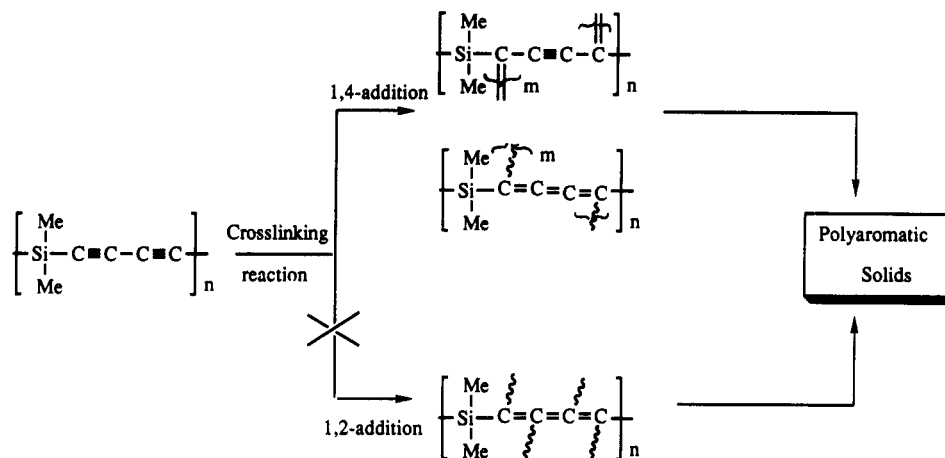 Me
Si C C≡C C
Me m n
1,4-addition
Me m
Si C=C=C=C
Me n
Me
Si C≡C C≡C
Me n
Crosslinking
reaction
Polyaromatic
Solids
Me
Si C=C=C=C
Me n
1,2-addition